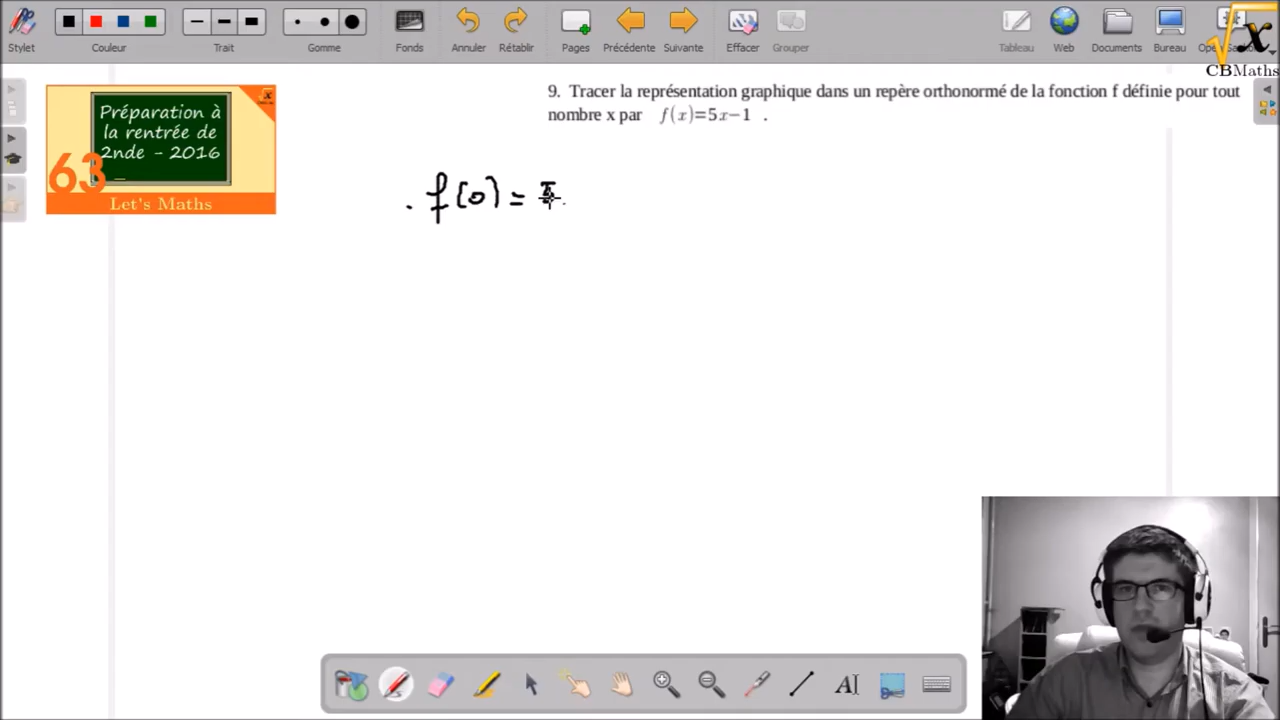 Stylet
Couleur
Trait
Gomme
Fonds
Annuler
Rétablir
Pages
Précédente
Suivante
Effacer
Grouper
Tableau
Web
Documents
Bureau
√x
CBMaths
Préparation à
la rentrée de
2nde - 2016
63
Let's Maths
9. Tracer la représentation graphique dans un repère orthonormé de la fonction f définie pour tout
nombre x par f(x)=5x−1 .
. f(0) =
AI